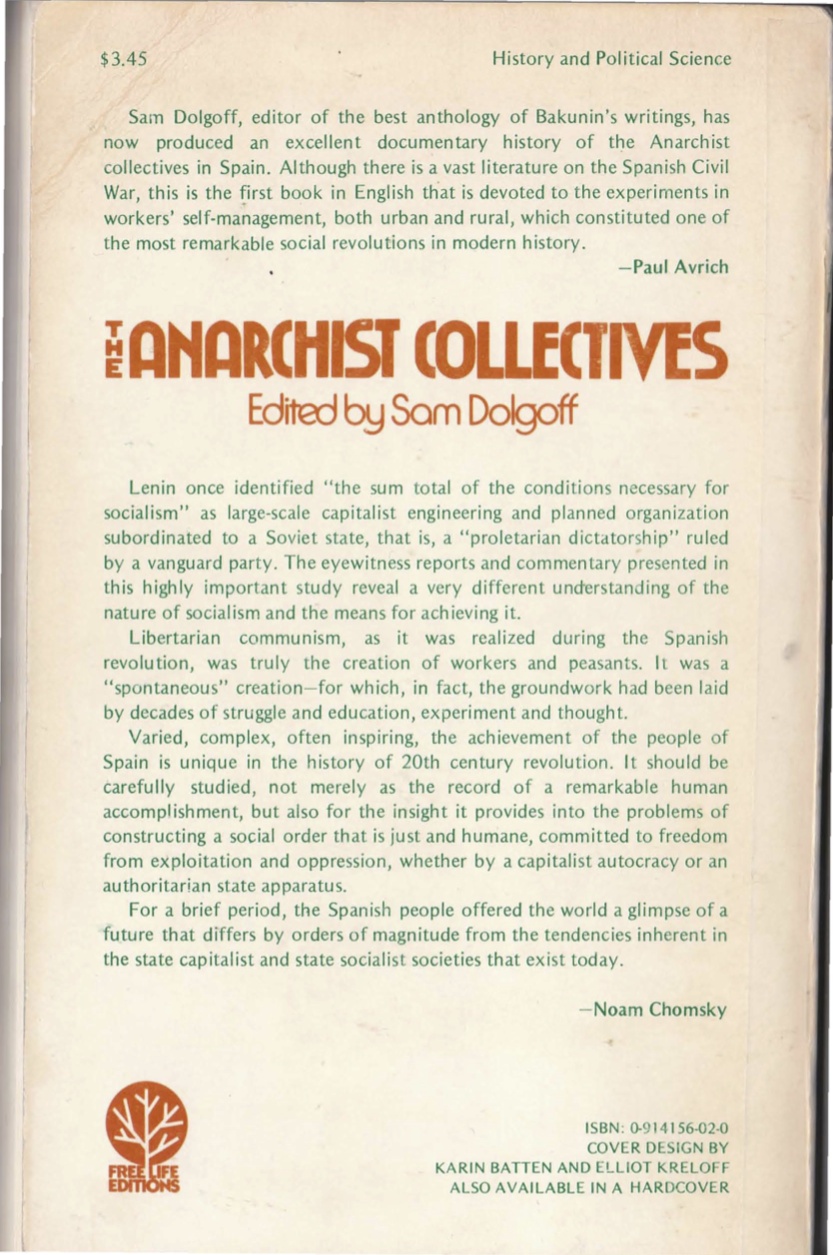 $3.45 History and Political Science
Sam Dolgoff, editor of the best anthology of Bakunin's writings, has
now produced an excellent documentary history of the Anarchist
collectives in Spain. Although there is a vast literature on the Spanish Civil
War, this is the first book in English that is devoted to the experiments in
workers' self-management, both urban and rural, which constituted one of
the most remarkable social revolutions in modern history.
—Paul Avrich
THE ANARCHIST COLLECTIVES
Edited by Sam Dolgoff
Lenin once identified "the sum total of the conditions necessary for
socialism" as large-scale capitalist engineering and planned organization
subordinated to a Soviet state, that is, a "proletarian dictatorship" ruled
by a vanguard party. The eyewitness reports and commentary presented in
this highly important study reveal a very different understanding of the
nature of socialism and the means for achieving it.
Libertarian communism, as it was realized during the Spanish
revolution, was truly the creation of workers and peasants. It was a
"spontaneous" creation—for which, in fact, the groundwork had been laid
by decades of struggle and education, experiment and thought.
Varied, complex, often inspiring, the achievement of the people of
Spain is unique in the history of 20th century revolution. It should be
carefully studied, not merely as the record of a remarkable human
accomplishment, but also for the insight it provides into the problems of
constructing a social order that is just and humane, committed to freedom
from exploitation and oppression, whether by a capitalist autocracy or an
authoritarian state apparatus.
For a brief period, the Spanish people offered the world a glimpse of a
future that differs by orders of magnitude from the tendencies inherent in
the state capitalist and state socialist societies that exist today.
—Noam Chomsky
FREE LIFE
EDITIONS
ISBN: 0-914156-02-0
COVER DESIGN BY
KARIN BATTEN AND ELLIOT KRELOFF
ALSO AVAILABLE IN A HARDCOVER